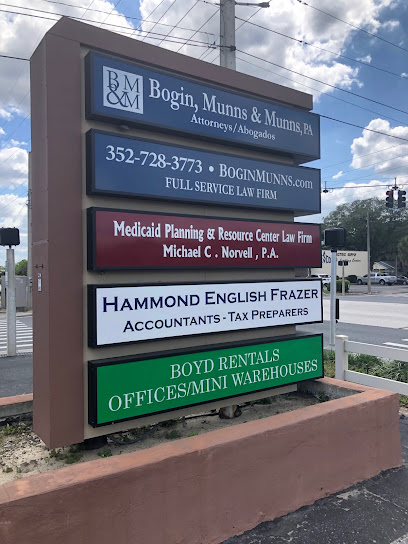 BM
&M
Bogin, Munns & Munns, PA
Attorneys/Abogados
352-728-3773 • BOGINMUNNS.com
FULL SERVICE LAW FIRM
Medicaid Planning & Resource Center Law Firm
Michael C. Norvell, P.A.
HAMMOND ENGLISH FRAZER
ACCOUNTANTS - TAX PREPARERS
BOYD RENTALS
OFFICES/MINI WAREHOUSES